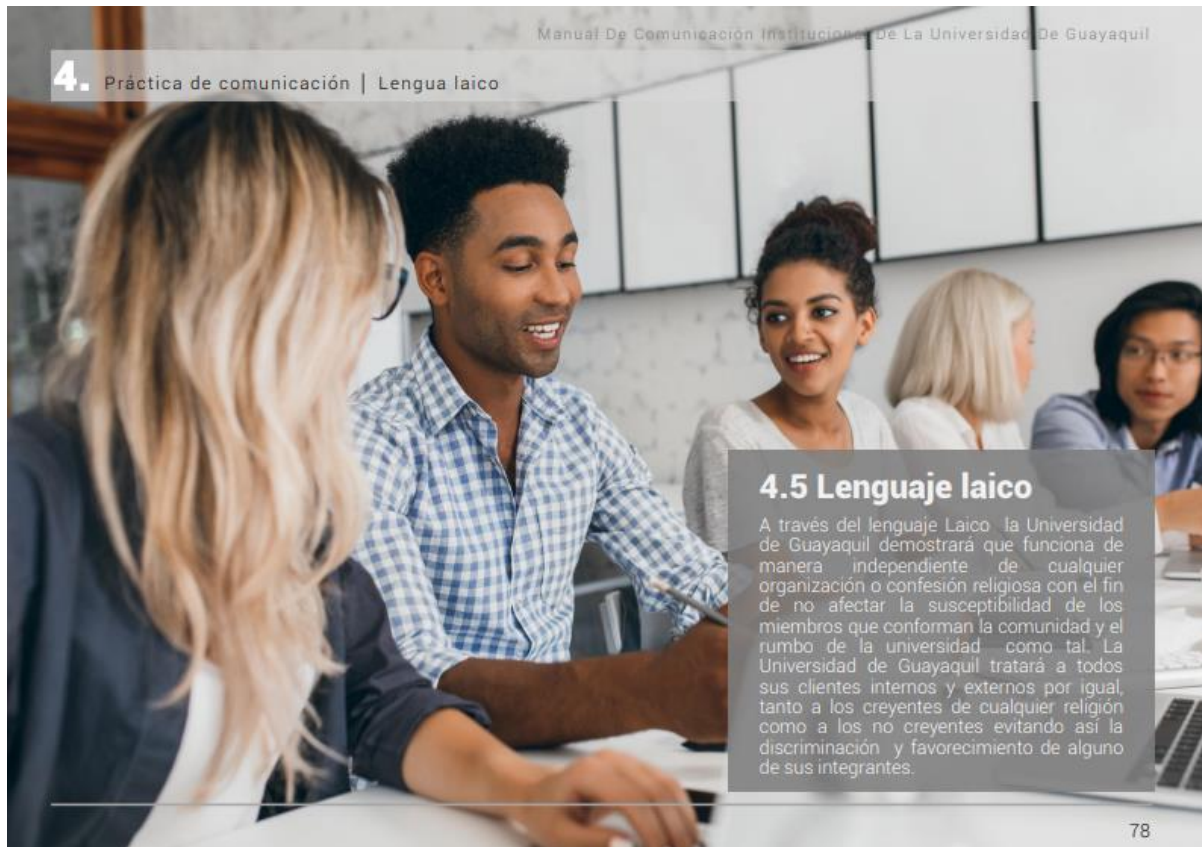 Manual De Comunicación Institucional De La Universidad De Guayaquil
4. Práctica de comunicación | Lengua laico
4.5 Lenguaje laico
A través del lenguaje Laico la Universidad
de Guayaquil demostrará que funciona de
manera independiente de cualquier
organización o confesión religiosa con el fin
de no afectar la susceptibilidad de los
miembros que conforman la comunidad y el
rumbo de la universidad como tal. La
Universidad de Guayaquil tratará a todos
sus clientes internos y externos por igual,
tanto a los creyentes de cualquier religión
como a los no creyentes evitando así la
discriminación y favorecimiento de alguno
de sus integrantes.
78